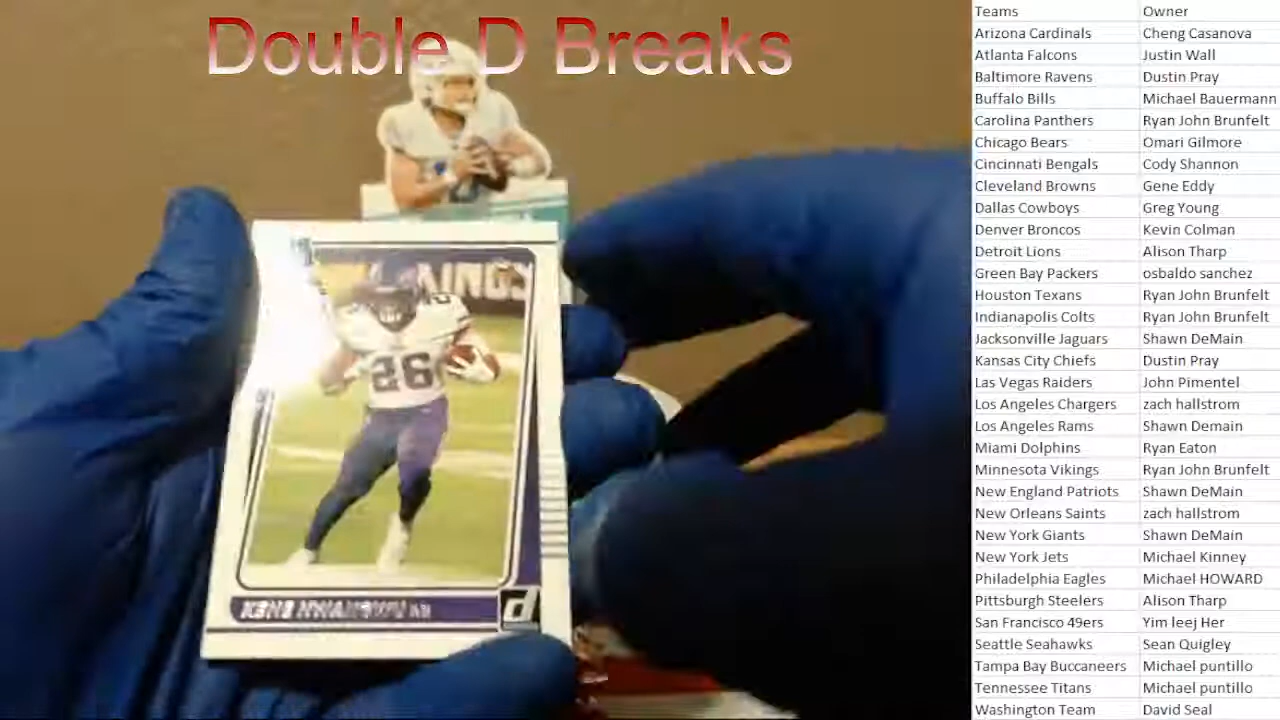 Double D Breaks
Teams Owner
Arizona Cardinals Cheng Casanova
Atlanta Falcons Justin Wall
Baltimore Ravens Dustin Pray
Buffalo Bills Michael Bauermann
Carolina Panthers Ryan John Brunfelt
Chicago Bears Omari Gilmore
Cincinnati Bengals Cody Shannon
Cleveland Browns Gene Eddy
Dallas Cowboys Greg Young
Denver Broncos Kevin Colman
Detroit Lions Alison Tharp
Green Bay Packers osbaldo sanchez
Houston Texans Ryan John Brunfelt
Indianapolis Colts Ryan John Brunfelt
Jacksonville Jaguars Shawn DeMain
Kansas City Chiefs Dustin Pray
Las Vegas Raiders John Pimentel
Los Angeles Chargers zach hallstrom
Los Angeles Rams Shawn Demain
Miami Dolphins Ryan Eaton
Minnesota Vikings Ryan John Brunfelt
New England Patriots Shawn DeMain
New Orleans Saints zach hallstrom
New York Giants Shawn DeMain
New York Jets Michael Kinney
Philadelphia Eagles Michael HOWARD
Pittsburgh Steelers Alison Tharp
San Francisco 49ers Yim leej Her
Seattle Seahawks Sean Quigley
Tampa Bay Buccaneers Michael puntillo
Tennessee Titans Michael puntillo
Washington Team David Seal
26
d